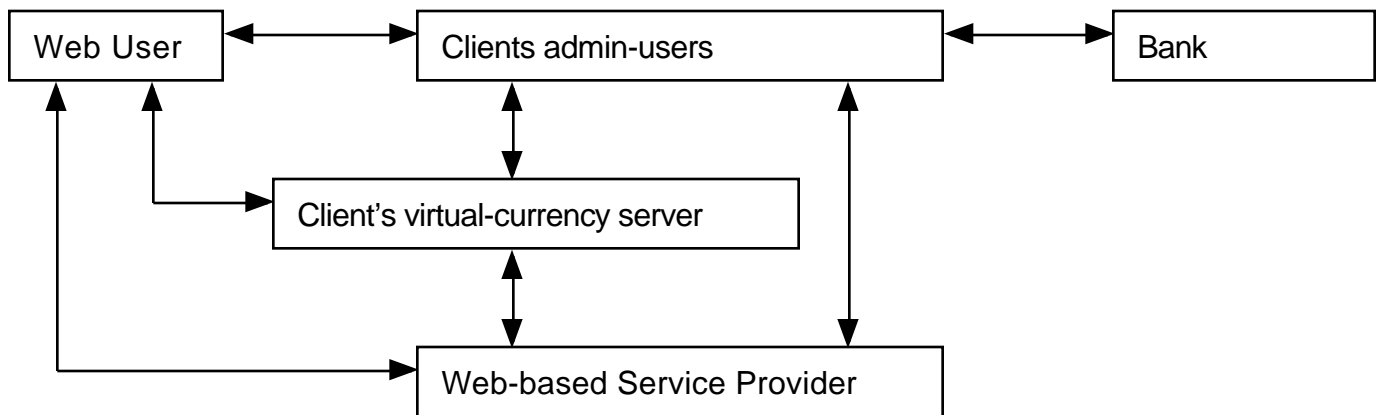 Web User
Clients admin-users
Bank
Client’s virtual-currency server
Web-based Service Provider